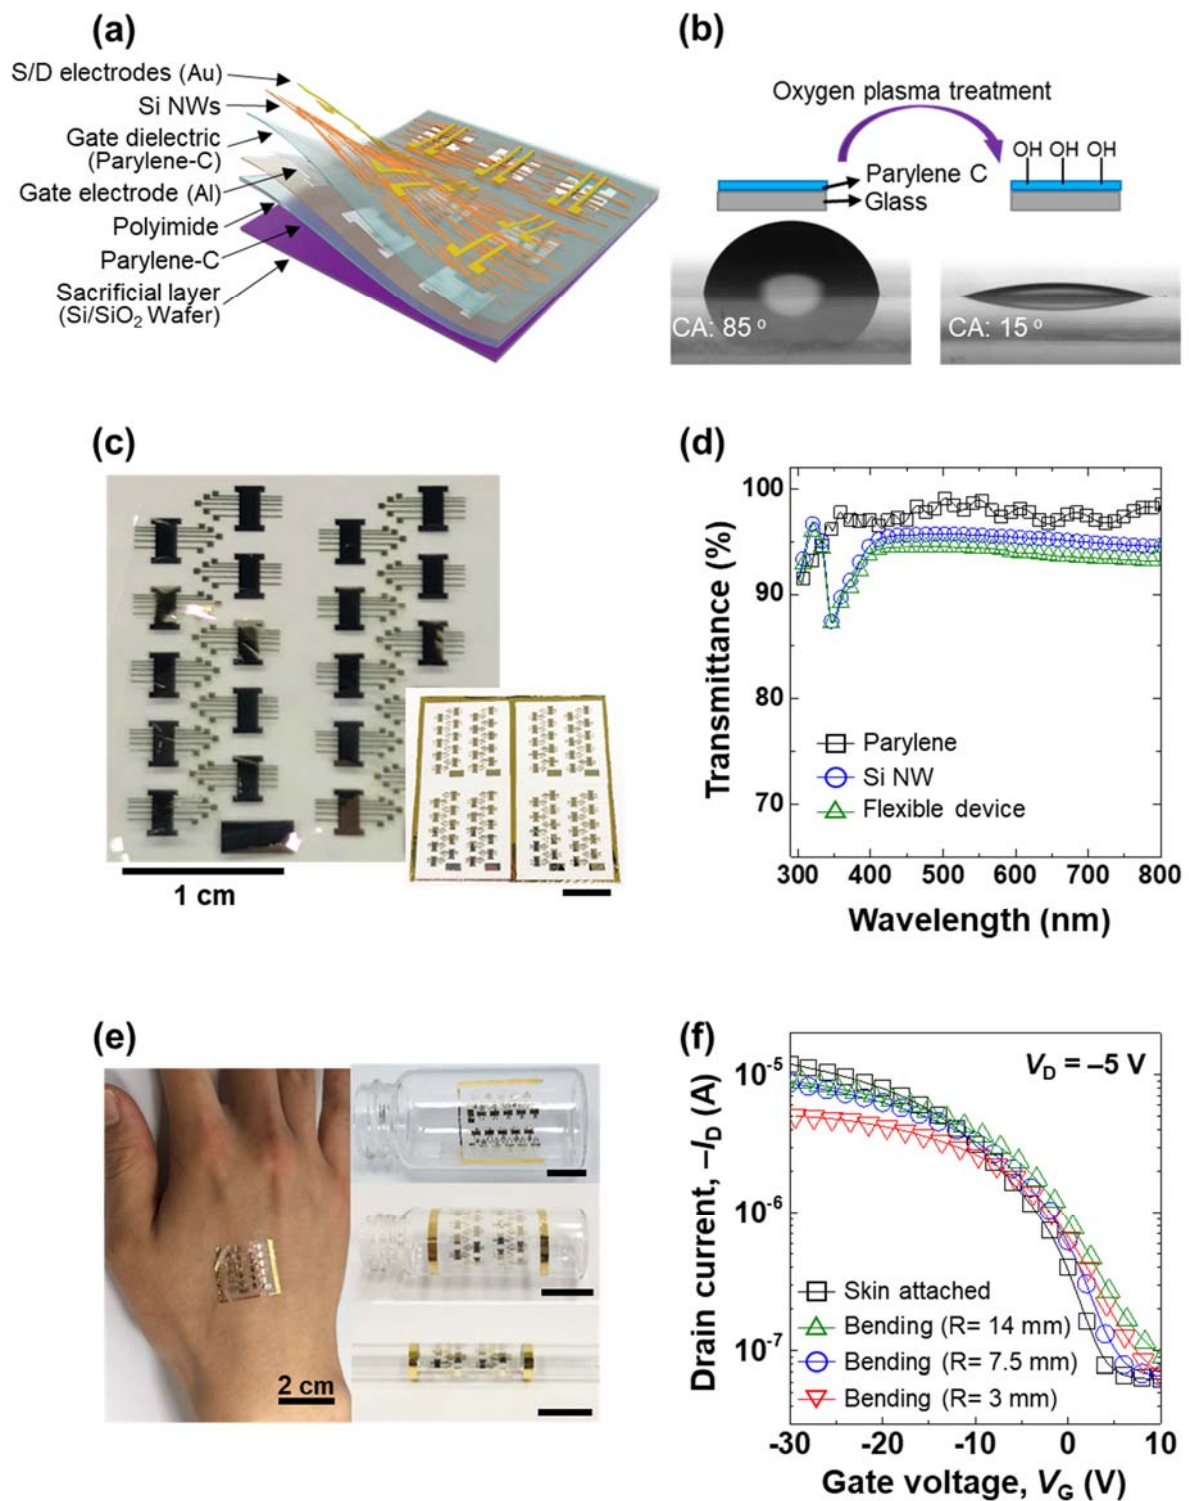 (a)
S/D electrodes (Au)
Si NWs
Gate dielectric
(Parylene-C)
Gate electrode (Al)
Polyimide
Parylene-C
Sacrificial layer
(Si/SiO₂ Wafer)
(b)
Oxygen plasma treatment
OH OH OH
Parylene C
Glass
CA: 85 °
CA: 15 °
(c)
1 cm
(d)
Transmittance (%)
100
90
80
70
Parylene
Si NW
Flexible device
300 400 500 600 700 800
Wavelength (nm)
(e)
2 cm
(f)
V_D = –5 V
Drain current, –I_D (A)
10⁻⁵
10⁻⁶
10⁻⁷
Skin attached
Bending (R= 14 mm)
Bending (R= 7.5 mm)
Bending (R= 3 mm)
-30 -20 -10 0 10
Gate voltage, V_G (V)